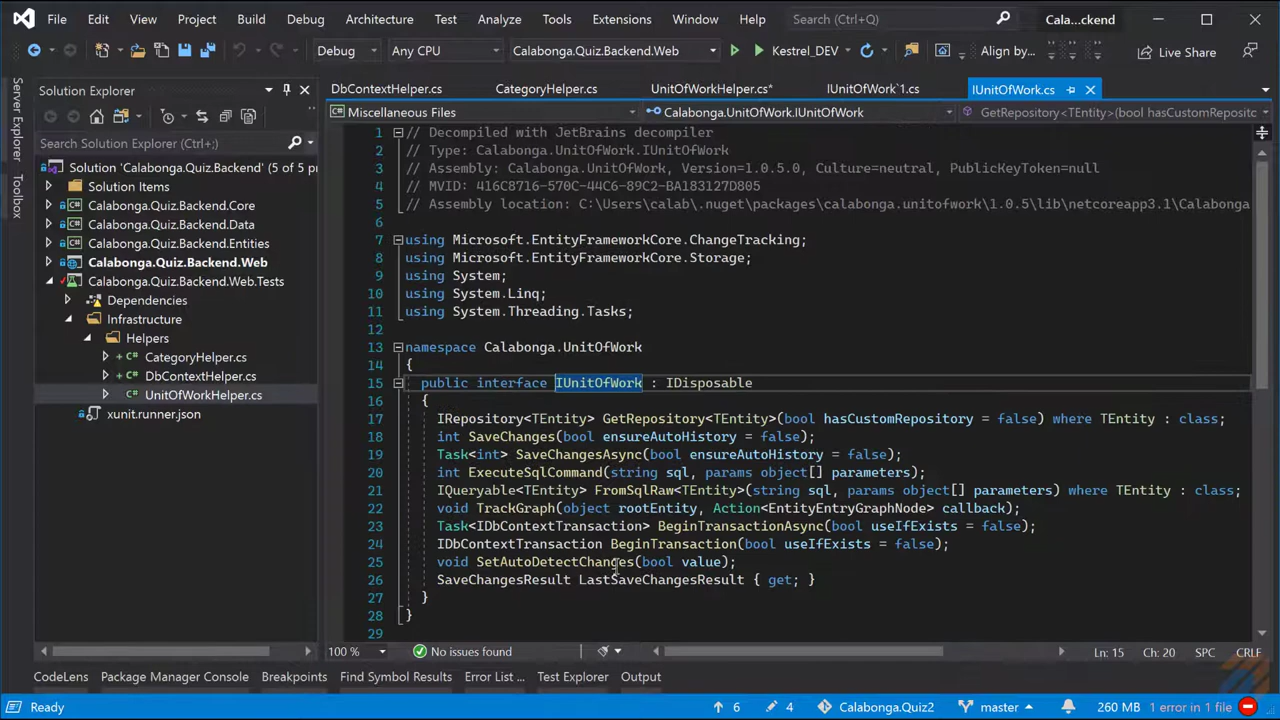 File Edit View Project Build Debug Architecture Test Analyze Tools Extensions Window Help Search (Ctrl+;) Cala...ckend
Debug Any CPU Calabonga.Quiz.Backend.Web Kestrel_DEV Align by... Live Share
Server Explorer
Toolbox
Solution Explorer
Search Solution Explorer (Ctrl+;)
Solution 'Calabonga.Quiz.Backend' (5 of 5 p
Solution Items
Calabonga.Quiz.Backend.Core
Calabonga.Quiz.Backend.Data
Calabonga.Quiz.Backend.Entities
Calabonga.Quiz.Backend.Web
Calabonga.Quiz.Backend.Web.Tests
Dependencies
Infrastructure
Helpers
CategoryHelper.cs
DbContextHelper.cs
UnitOfWorkHelper.cs
xunit.runner.json
DbContextHelper.cs CategoryHelper.cs UnitOfWorkHelper.cs* IUnitOfWork`1.cs IUnitOfWork.cs
Miscellaneous Files Calabonga.UnitOfWork.IUnitOfWork GetRepository<TEntity>(bool hasCustomRepositc
1 // Decompiled with JetBrains decompiler
2 // Type: Calabonga.UnitOfWork.IUnitOfWork
3 // Assembly: Calabonga.UnitOfWork, Version=1.0.5.0, Culture=neutral, PublicKeyToken=null
4 // MVID: 416C8716-570C-44C6-89C2-BA183127D805
5 // Assembly location: C:\Users\calab\.nuget\packages\calabonga.unitofwork\1.0.5\lib\netcoreapp3.1\Calabonga
6
7 using Microsoft.EntityFrameworkCore.ChangeTracking;
8 using Microsoft.EntityFrameworkCore.Storage;
9 using System;
10 using System.Linq;
11 using System.Threading.Tasks;
12
13 namespace Calabonga.UnitOfWork
14 {
15 public interface IUnitOfWork : IDisposable
16 {
17 IRepository<TEntity> GetRepository<TEntity>(bool hasCustomRepository = false) where TEntity : class;
18 int SaveChanges(bool ensureAutoHistory = false);
19 Task<int> SaveChangesAsync(bool ensureAutoHistory = false);
20 int ExecuteSqlCommand(string sql, params object[] parameters);
21 IQueryable<TEntity> FromSqlRaw<TEntity>(string sql, params object[] parameters) where TEntity : class;
22 void TrackGraph(object rootEntity, Action<EntityEntryGraphNode> callback);
23 Task<IDbContextTransaction> BeginTransactionAsync(bool useIfExists = false);
24 IDbContextTransaction BeginTransaction(bool useIfExists = false);
25 void SetAutoDetectChanges(bool value);
26 SaveChangesResult LastSaveChangesResult { get; }
27 }
28 }
29
100 % No issues found Ln: 15 Ch: 20 SPC CRLF
CodeLens Package Manager Console Breakpoints Find Symbol Results Error List ... Test Explorer Output
Ready 6 4 Calabonga.Quiz2 master 260 MB 1 error in 1 file